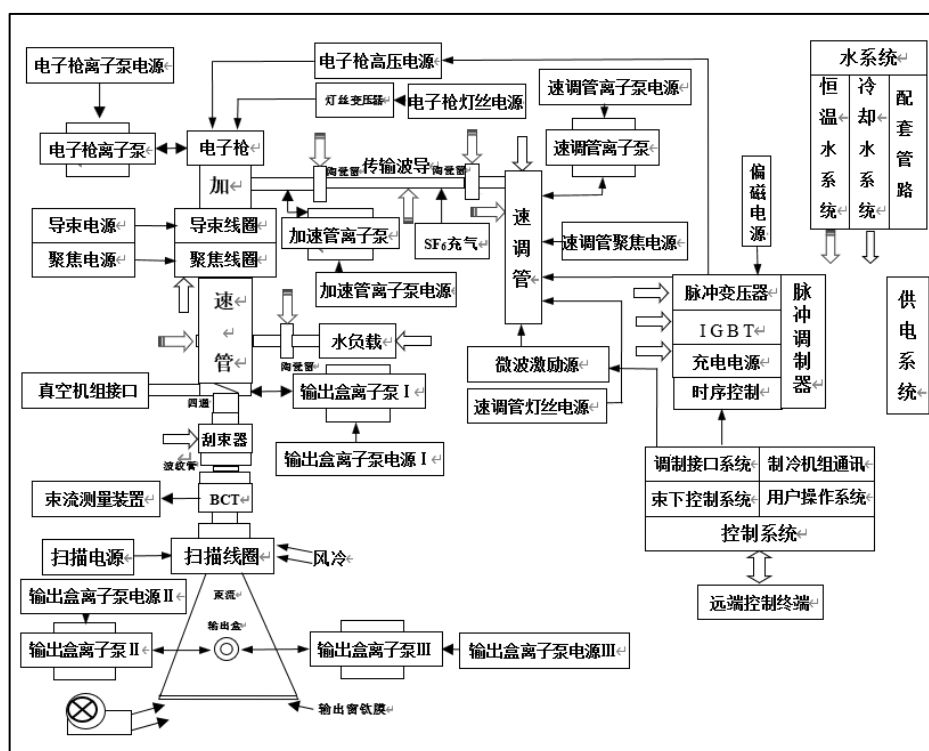 电子枪离子泵电源
电子枪高压电源
灯丝变压器
电子枪灯丝电源
速调管离子泵电源
水系统
恒温水系统
冷却水系统
配套管路
电子枪离子泵
电子枪
陶瓷窗
传输波导
陶瓷窗
速调管离子泵
加
速调管
偏磁电源
导束电源
导束线圈
加速管离子泵
SF₆充气
速调管聚焦电源
聚焦电源
聚焦线圈
加速管离子泵电源
脉冲变压器
脉冲调制器
供电系统
速
管
水负载
IGBT
陶瓷窗
微波激励源
充电电源
真空机组接口
四通
输出盒离子泵Ⅰ
速调管灯丝电源
时序控制
刮束器
波纹管
输出盒离子泵电源Ⅰ
调制接口系统
制冷机组通讯
束流测量装置
BCT
束下控制系统
用户操作系统
控制系统
扫描电源
扫描线圈
风冷
输出盒离子泵电源Ⅱ
束流
远端控制终端
输出盒
输出盒离子泵Ⅱ
输出盒离子泵Ⅲ
输出盒离子泵电源Ⅲ
输出窗钛膜